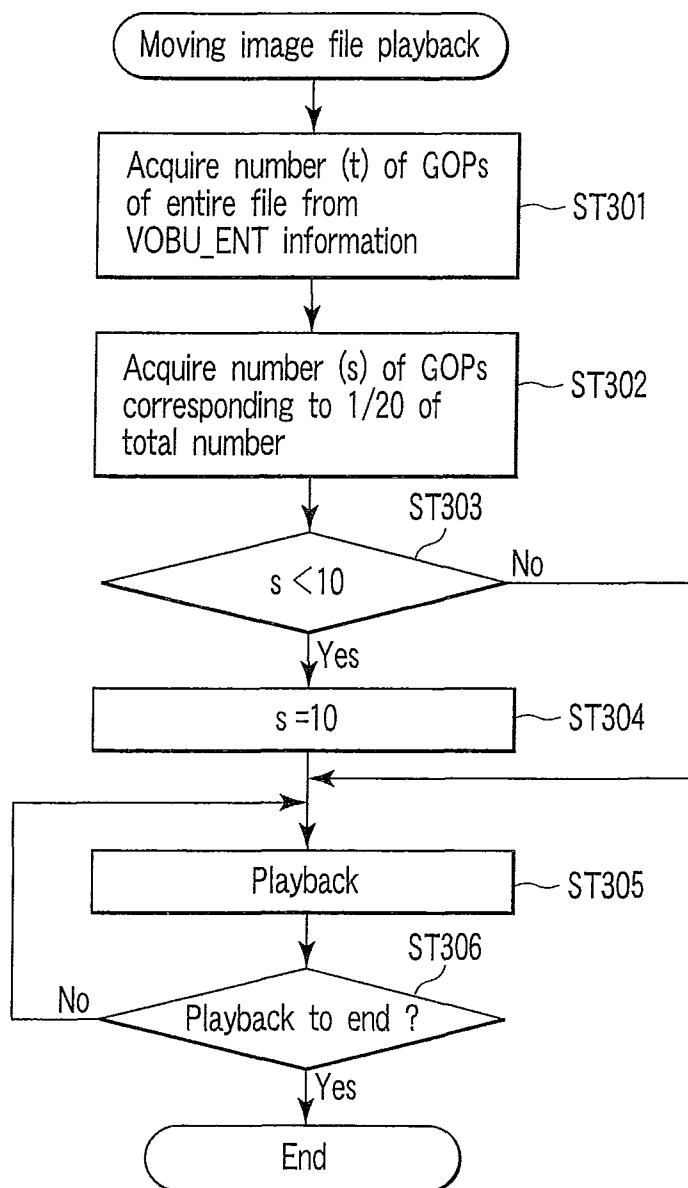 Moving image file playback
Acquire number (t) of GOPs
of entire file from
VOBU_ENT information
ST301
Acquire number (s) of GOPs
corresponding to 1/20 of
total number
ST302
ST303
s <10
No
Yes
s =10
ST304
Playback
ST305
ST306
Playback to end ?
No
Yes
End